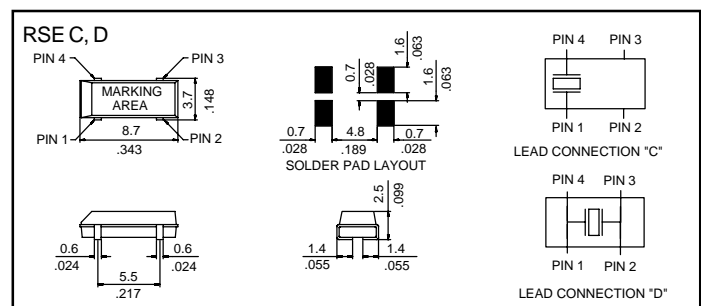 RSE C, D
PIN 4
PIN 3
MARKING
AREA
3.7
.148
PIN 1
PIN 2
8.7
.343
1.6
.063
0.7
.028
1.6
.063
0.7
.028
4.8
.189
0.7
.028
SOLDER PAD LAYOUT
PIN 4
PIN 3
PIN 1
PIN 2
LEAD CONNECTION "C"
0.6
.024
0.6
.024
5.5
.217
2.5
.099
1.4
.055
1.4
.055
PIN 4
PIN 3
PIN 1
PIN 2
LEAD CONNECTION "D"